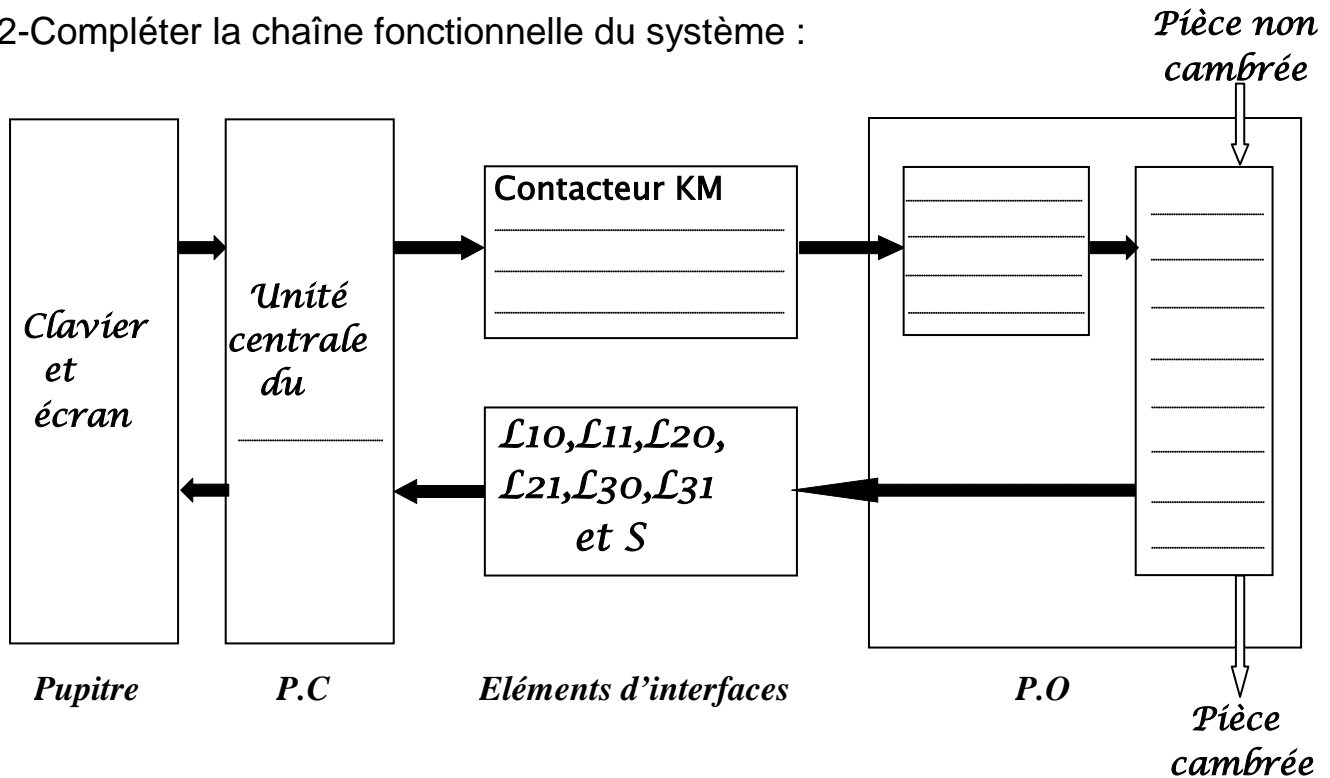 2-Compléter la chaîne fonctionnelle du système :
Pièce non
cambrée
Contacteur KM
Unité
centrale
du
Clavier
et
écran
L10,L11,L20,
L21,L30,L31
et S
Pupitre
P.C
Eléments d'interfaces
P.O
Pièce
cambrée